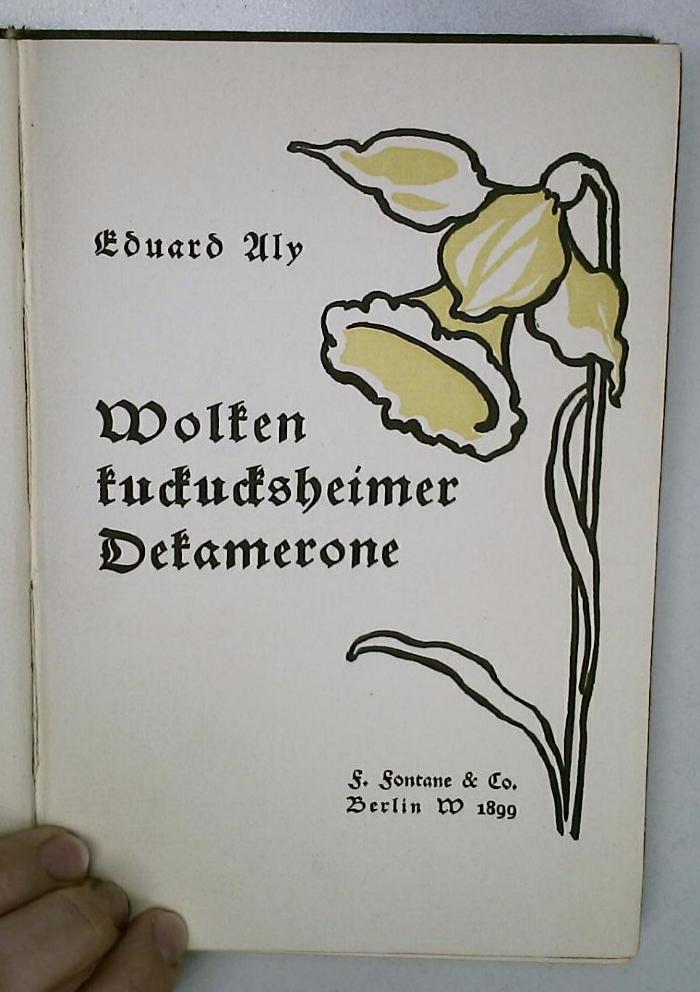 Eduard Aly
Wolken
kuckucksheimer
Dekamerone
F. Fontane & Co.
Berlin W 1899